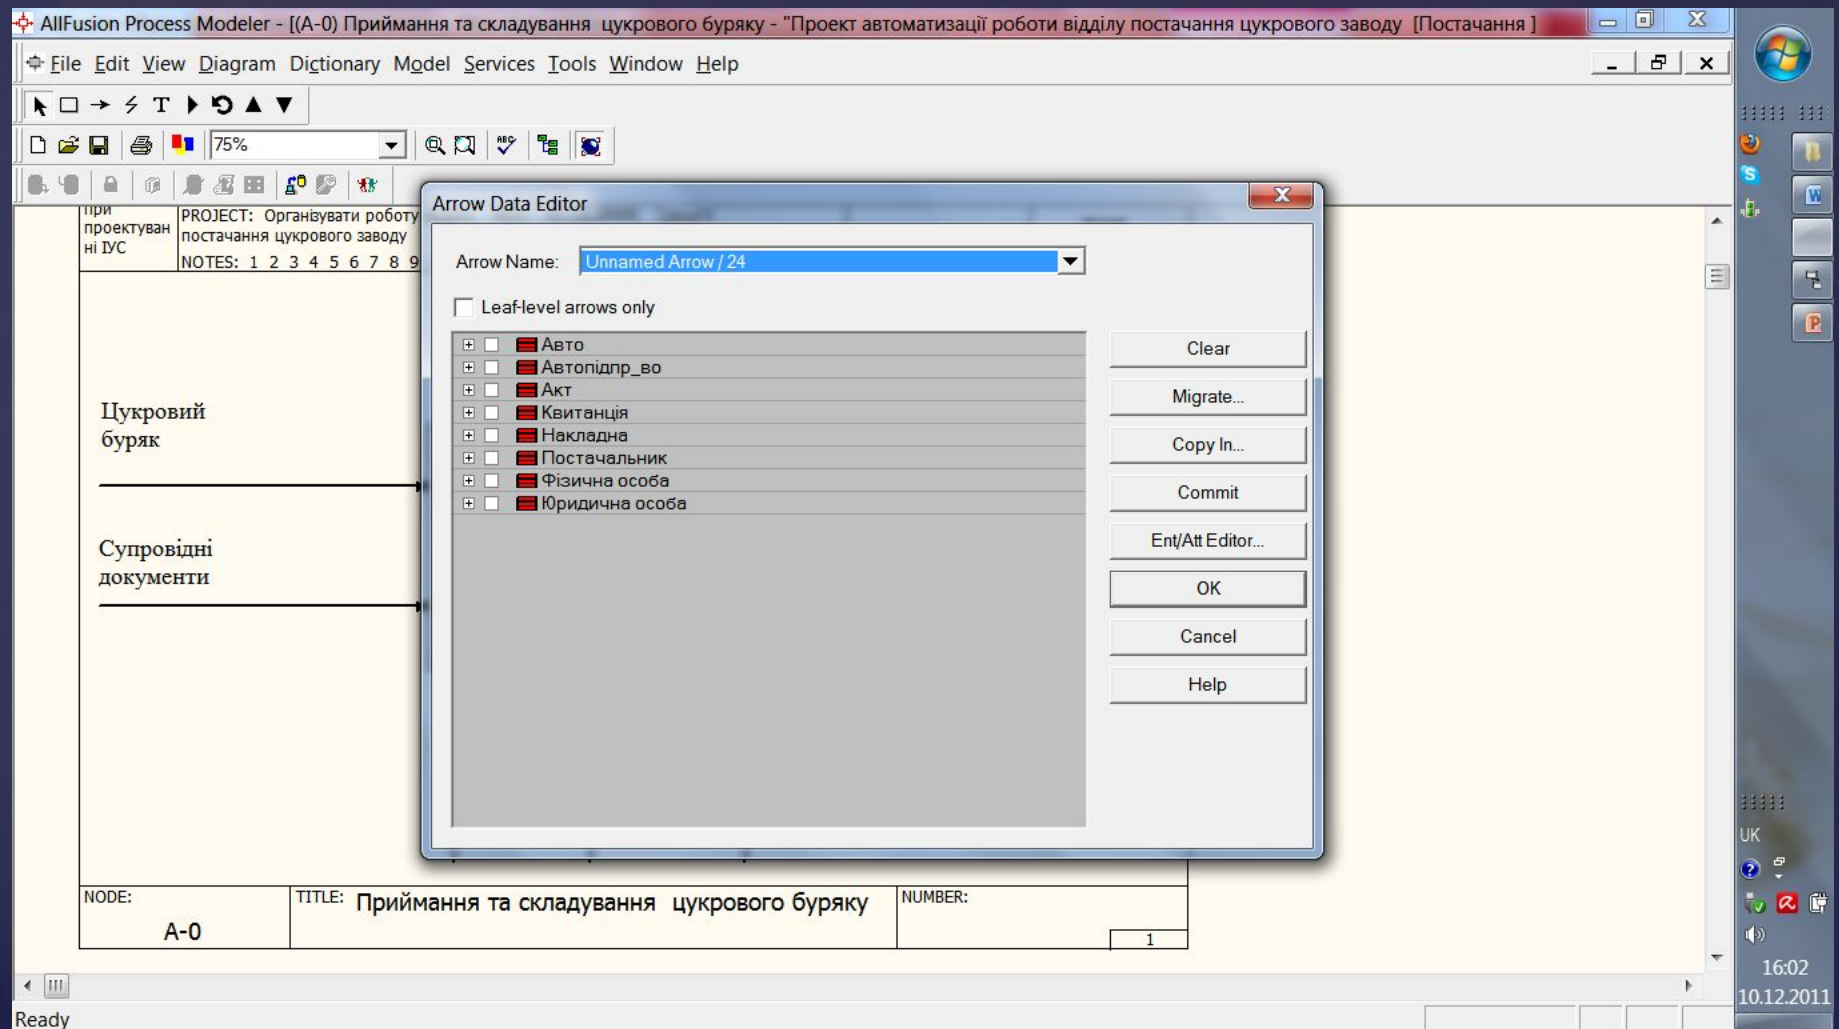 AllFusion Process Modeler - [(A-0) Приймання та складування  цукрового буряку - "Проект автоматизації роботи відділу постачання цукрового заводу  [Постачання ]
File Edit View Diagram Dictionary Model Services Tools Window Help
75%
при
проектуван
ні ІУС
PROJECT: Організувати роботу
постачання цукрового заводу
NOTES: 1 2 3 4 5 6 7 8 9
Цукровий
буряк
Супровідні
документи
Arrow Data Editor
Arrow Name: Unnamed Arrow / 24
Leaf-level arrows only
Авто
Автопідпр_во
Акт
Квитанція
Накладна
Постачальник
Фізична особа
Юридична особа
Clear
Migrate...
Copy In...
Commit
Ent/Att Editor...
OK
Cancel
Help
NODE:
A-0
TITLE: Приймання та складування  цукрового буряку
NUMBER:
1
Ready
UK
16:02
10.12.2011